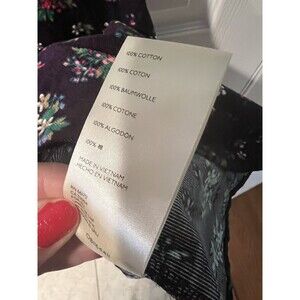 100% COTTON
100% COTON
100% BAUMWOLLE
100% COTONE
100% ALGODÓN
100% 棉
MADE IN VIETNAM
HECHO EN VIETNAM